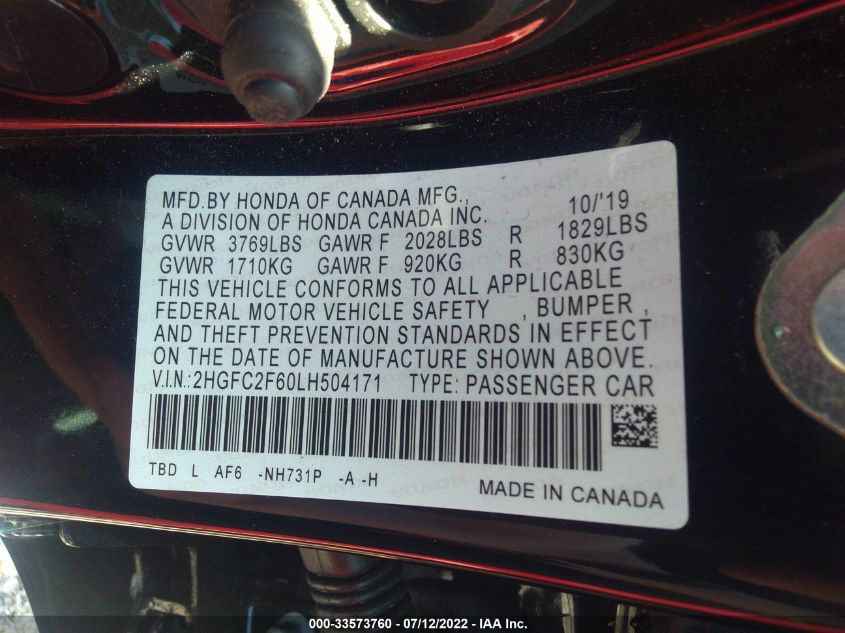 MFD.BY HONDA OF CANADA MFG., 10/'19
A DIVISION OF HONDA CANADA INC.
GVWR 3769LBS GAWR F 2028LBS R 1829LBS
GVWR 1710KG GAWR F 920KG R 830KG
THIS VEHICLE CONFORMS TO ALL APPLICABLE
FEDERAL MOTOR VEHICLE SAFETY , BUMPER ,
AND THEFT PREVENTION STANDARDS IN EFFECT
ON THE DATE OF MANUFACTURE SHOWN ABOVE.
V.I.N.:2HGFC2F60LH504171 TYPE: PASSENGER CAR
TBD L AF6 -NH731P -A -H
MADE IN CANADA
000-33573760 - 07/12/2022 - IAA Inc.